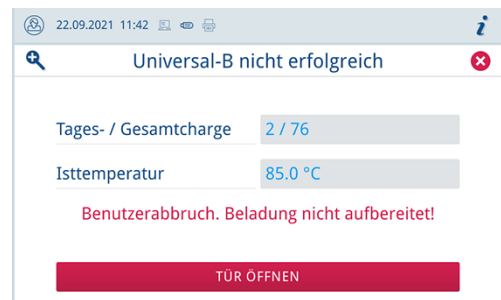 22.09.2021 11:42
i
Universal-B nicht erfolgreich
Tages- / Gesamtcharge 2 / 76
Isttemperatur 85.0 °C
Benutzerabbruch. Beladung nicht aufbereitet!
TÜR ÖFFNEN